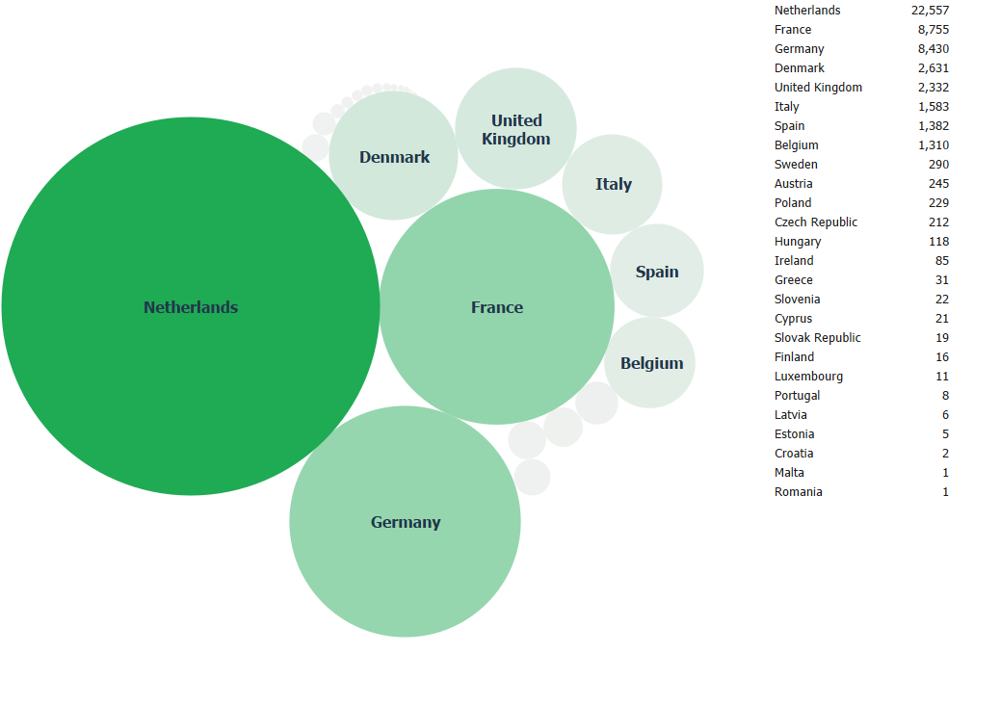 Netherlands 22,557
France 8,755
Germany 8,430
Denmark 2,631
United Kingdom 2,332
Italy 1,583
Spain 1,382
Belgium 1,310
Sweden 290
Austria 245
Poland 229
Czech Republic 212
Hungary 118
Ireland 85
Greece 31
Slovenia 22
Cyprus 21
Slovak Republic 19
Finland 16
Luxembourg 11
Portugal 8
Latvia 6
Estonia 5
Croatia 2
Malta 1
Romania 1
United
Kingdom
Denmark
Italy
Spain
Netherlands
France
Belgium
Germany